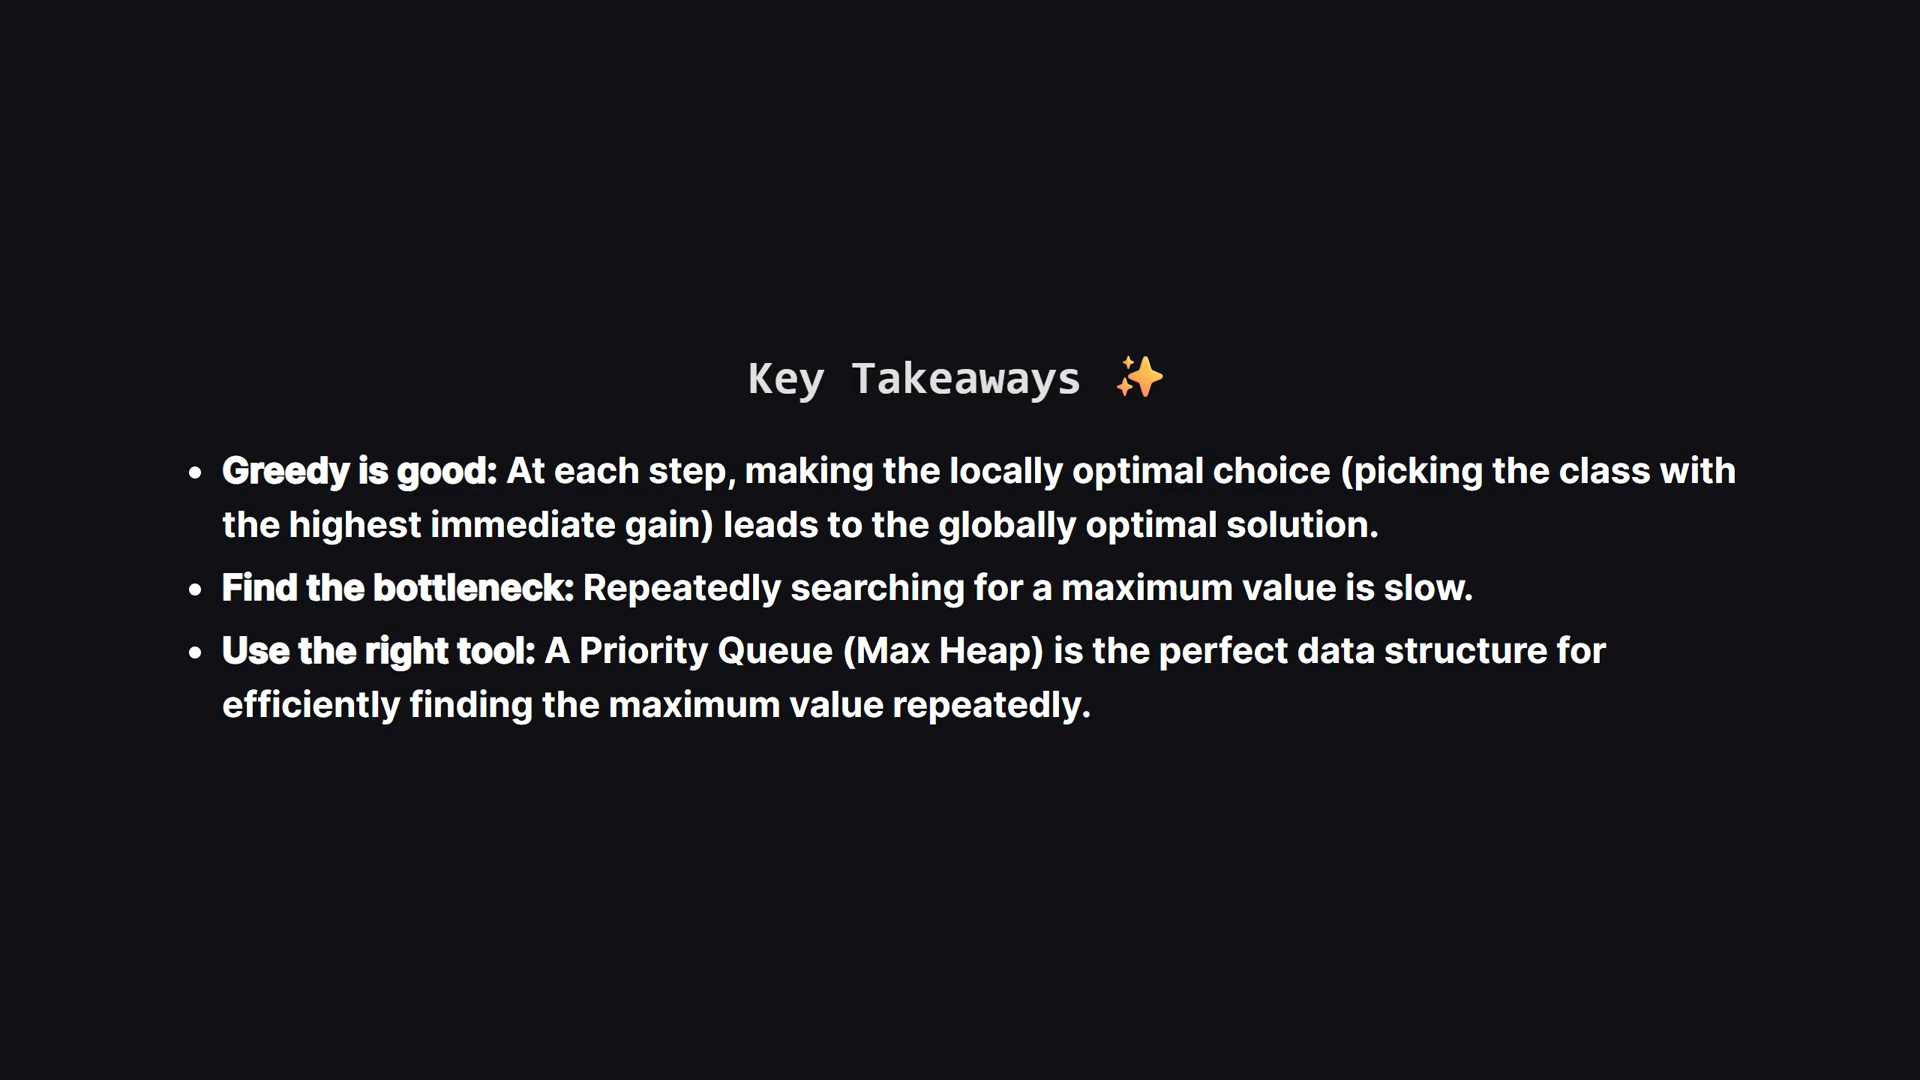 Key Takeaways ✨
• Greedy is good: At each step, making the locally optimal choice (picking the class with
the highest immediate gain) leads to the globally optimal solution.
• Find the bottleneck: Repeatedly searching for a maximum value is slow.
• Use the right tool: A Priority Queue (Max Heap) is the perfect data structure for
efficiently finding the maximum value repeatedly.